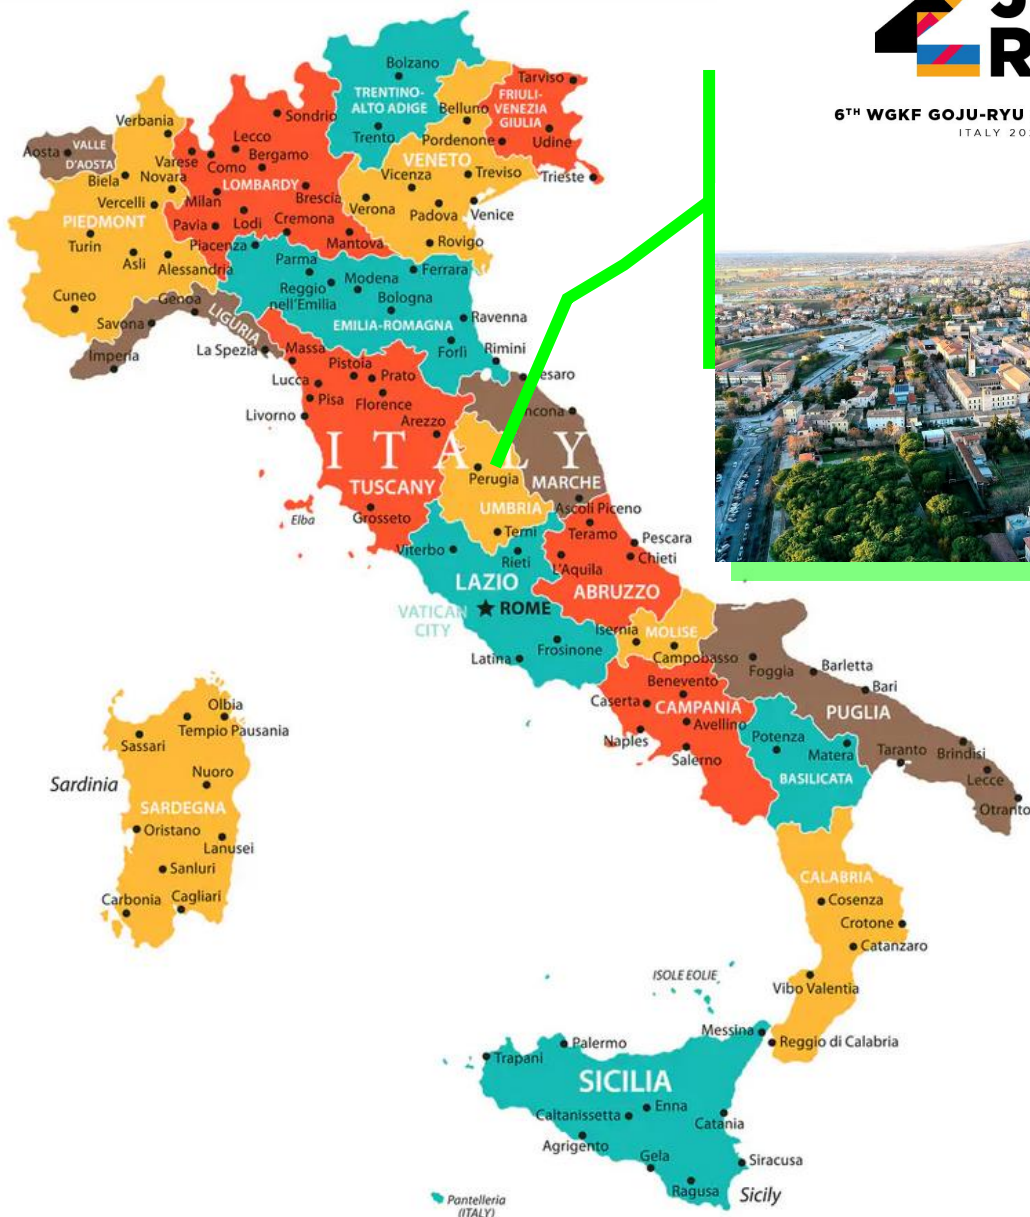 6TH WGKF GOJU-RYU
ITALY
Bolzano
TRENTINO-
ALTO ADIGE
Trento
Tarviso
FRIULI-
VENEZIA
GIULIA
Belluno
Pordenone
Udine
Trieste
Sondrio
Verbania
Lecco
Bergamo
VALLE
D'AOSTA
Aosta
Varese
Como
Biela
Novara
LOMBARDY
Brescia
Milan
Vercelli
VENETO
Vicenza
Treviso
Verona
Padova
Venice
PIEDMONT
Turin
Pavia
Lodi
Cremona
Mantova
Rovigo
Piacenza
Asli
Alessandria
Parma
Modena
Ferrara
Reggio
nell'Emilia
Bologna
Cuneo
Genoa
LIGURIA
Savona
Imperia
EMILIA-ROMAGNA
Ravenna
Forlì
Rimini
La Spezia
Massa
Pistoia
Prato
Lucca
Pisa
Florence
Livorno
Arezzo
ITALY
Perugia
MARCHE
TUSCANY
UMBRIA
Ascoli Piceno
Elba
Grosseto
Terni
Teramo
Pescara
Viterbo
Rieti
L'Aquila
Chieti
LAZIO
ABRUZZO
VATICAN
CITY
ROME
Isernia
MOLISE
Frosinone
Latina
Campobasso
Foggia
Barletta
Benevento
Bari
Caserta
CAMPANIA
PUGLIA
Avellino
Naples
Potenza
Matera
Taranto
Brindisi
Salerno
BASILICATA
Lecce
Otranto
Olbia
Tempio Pausania
Sassari
Sardinia
Nuoro
SARDEGNA
Oristano
Lanusei
Sanluri
Carbonia
Cagliari
CALABRIA
Cosenza
Crotone
Catanzaro
Vibo Valentia
ISOLE EOLIE
Messina
Reggio di Calabria
Palermo
Trapani
SICILIA
Enna
Caltanissetta
Catania
Agrigento
Gela
Siracusa
Ragusa
Sicily
Pantelleria
(ITALY)